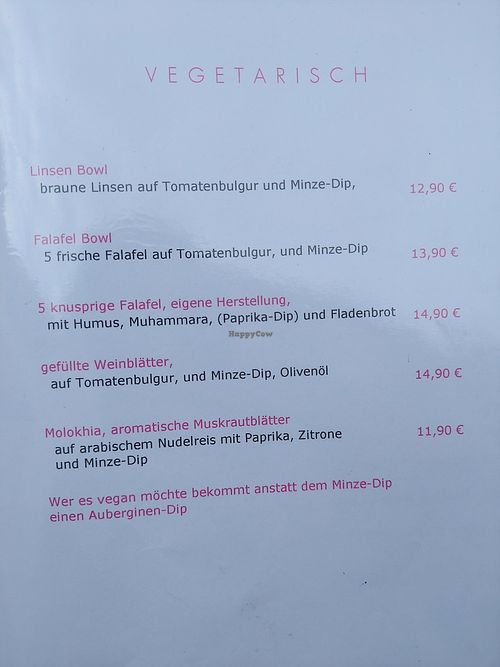 VEGETARISCH
Linsen Bowl
braune Linsen auf Tomatenbulgur und Minze-Dip,
12,90 €
Falafel Bowl
5 frische Falafel auf Tomatenbulgur, und Minze-Dip
13,90 €
5 knusprige Falafel, eigene Herstellung,
mit Humus, Muhammara, (Paprika-Dip) und Fladenbrot
14,90 €
HappyCow
gefüllte Weinblätter,
auf Tomatenbulgur, und Minze-Dip, Olivenöl
14,90 €
Molokhia, aromatische Muskrautblätter
auf arabischem Nudelreis mit Paprika, Zitrone
11,90 €
und Minze-Dip
Wer es vegan möchte bekommt anstatt dem Minze-Dip
einen Auberginen-Dip